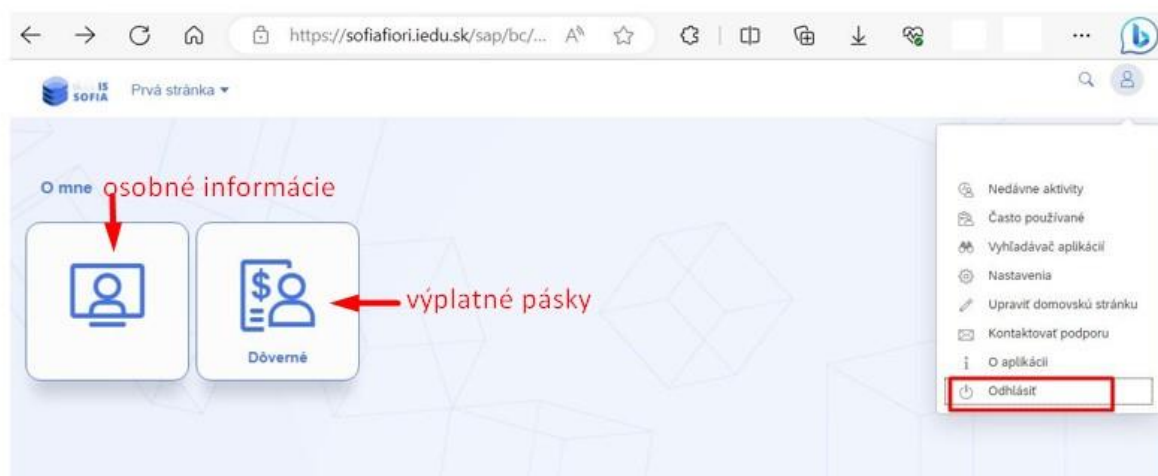 https://sofiafiori.iedu.sk/sap/bc/...
IS
SOFIA
Prvá stránka
O mne
osobné informácie
výplatné pásky
$
Dôverné
Nedávne aktivity
Často používané
Vyhľadávač aplikácií
Nastavenia
Upraviť domovskú stránku
Kontaktovať podporu
O aplikácii
Odhlásiť